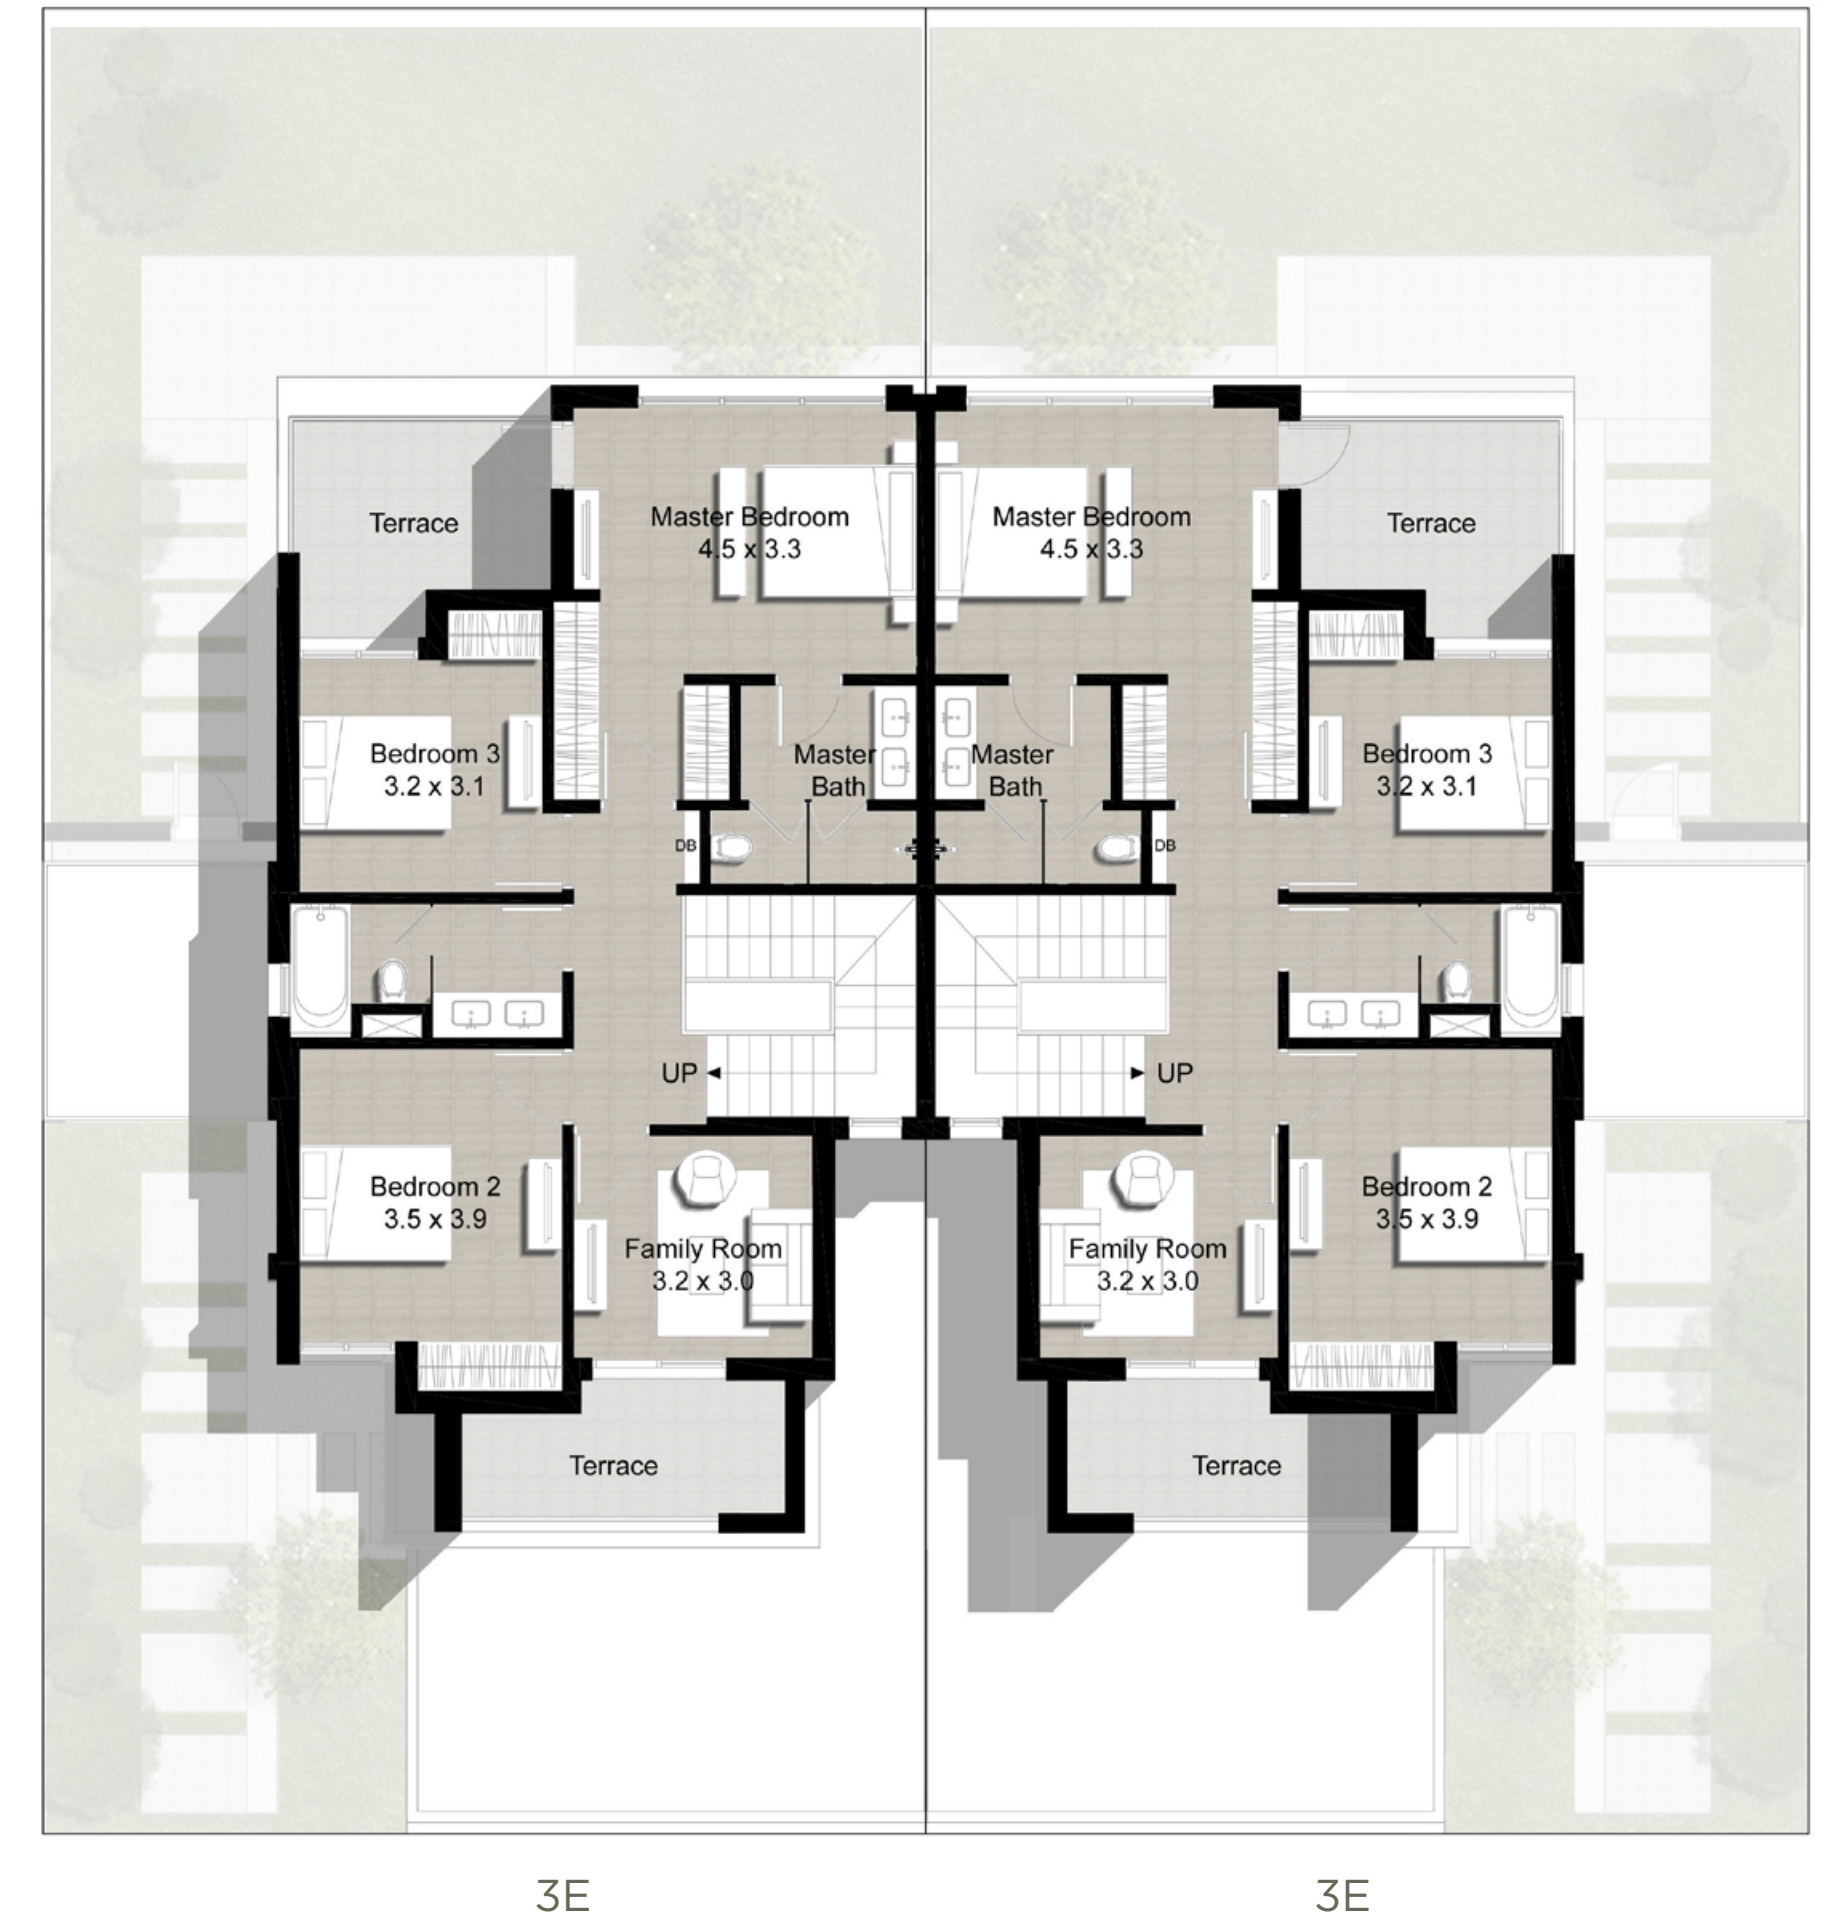 Master Bedroom
4.5 x 3.3
Master Bedroom
4.5 x 3.3
Terrace
Terrace
Bedroom 3
3.2 x 3.1
Master
Bath
Master
Bath
Bedroom 3
3.2 x 3.1
DB
DB
UP
UP
Bedroom 2
3.5 x 3.9
Family Room
3.2 x 3.0
Family Room
3.2 x 3.0
Bedroom 2
3.5 x 3.9
Terrace
Terrace
3E
3E